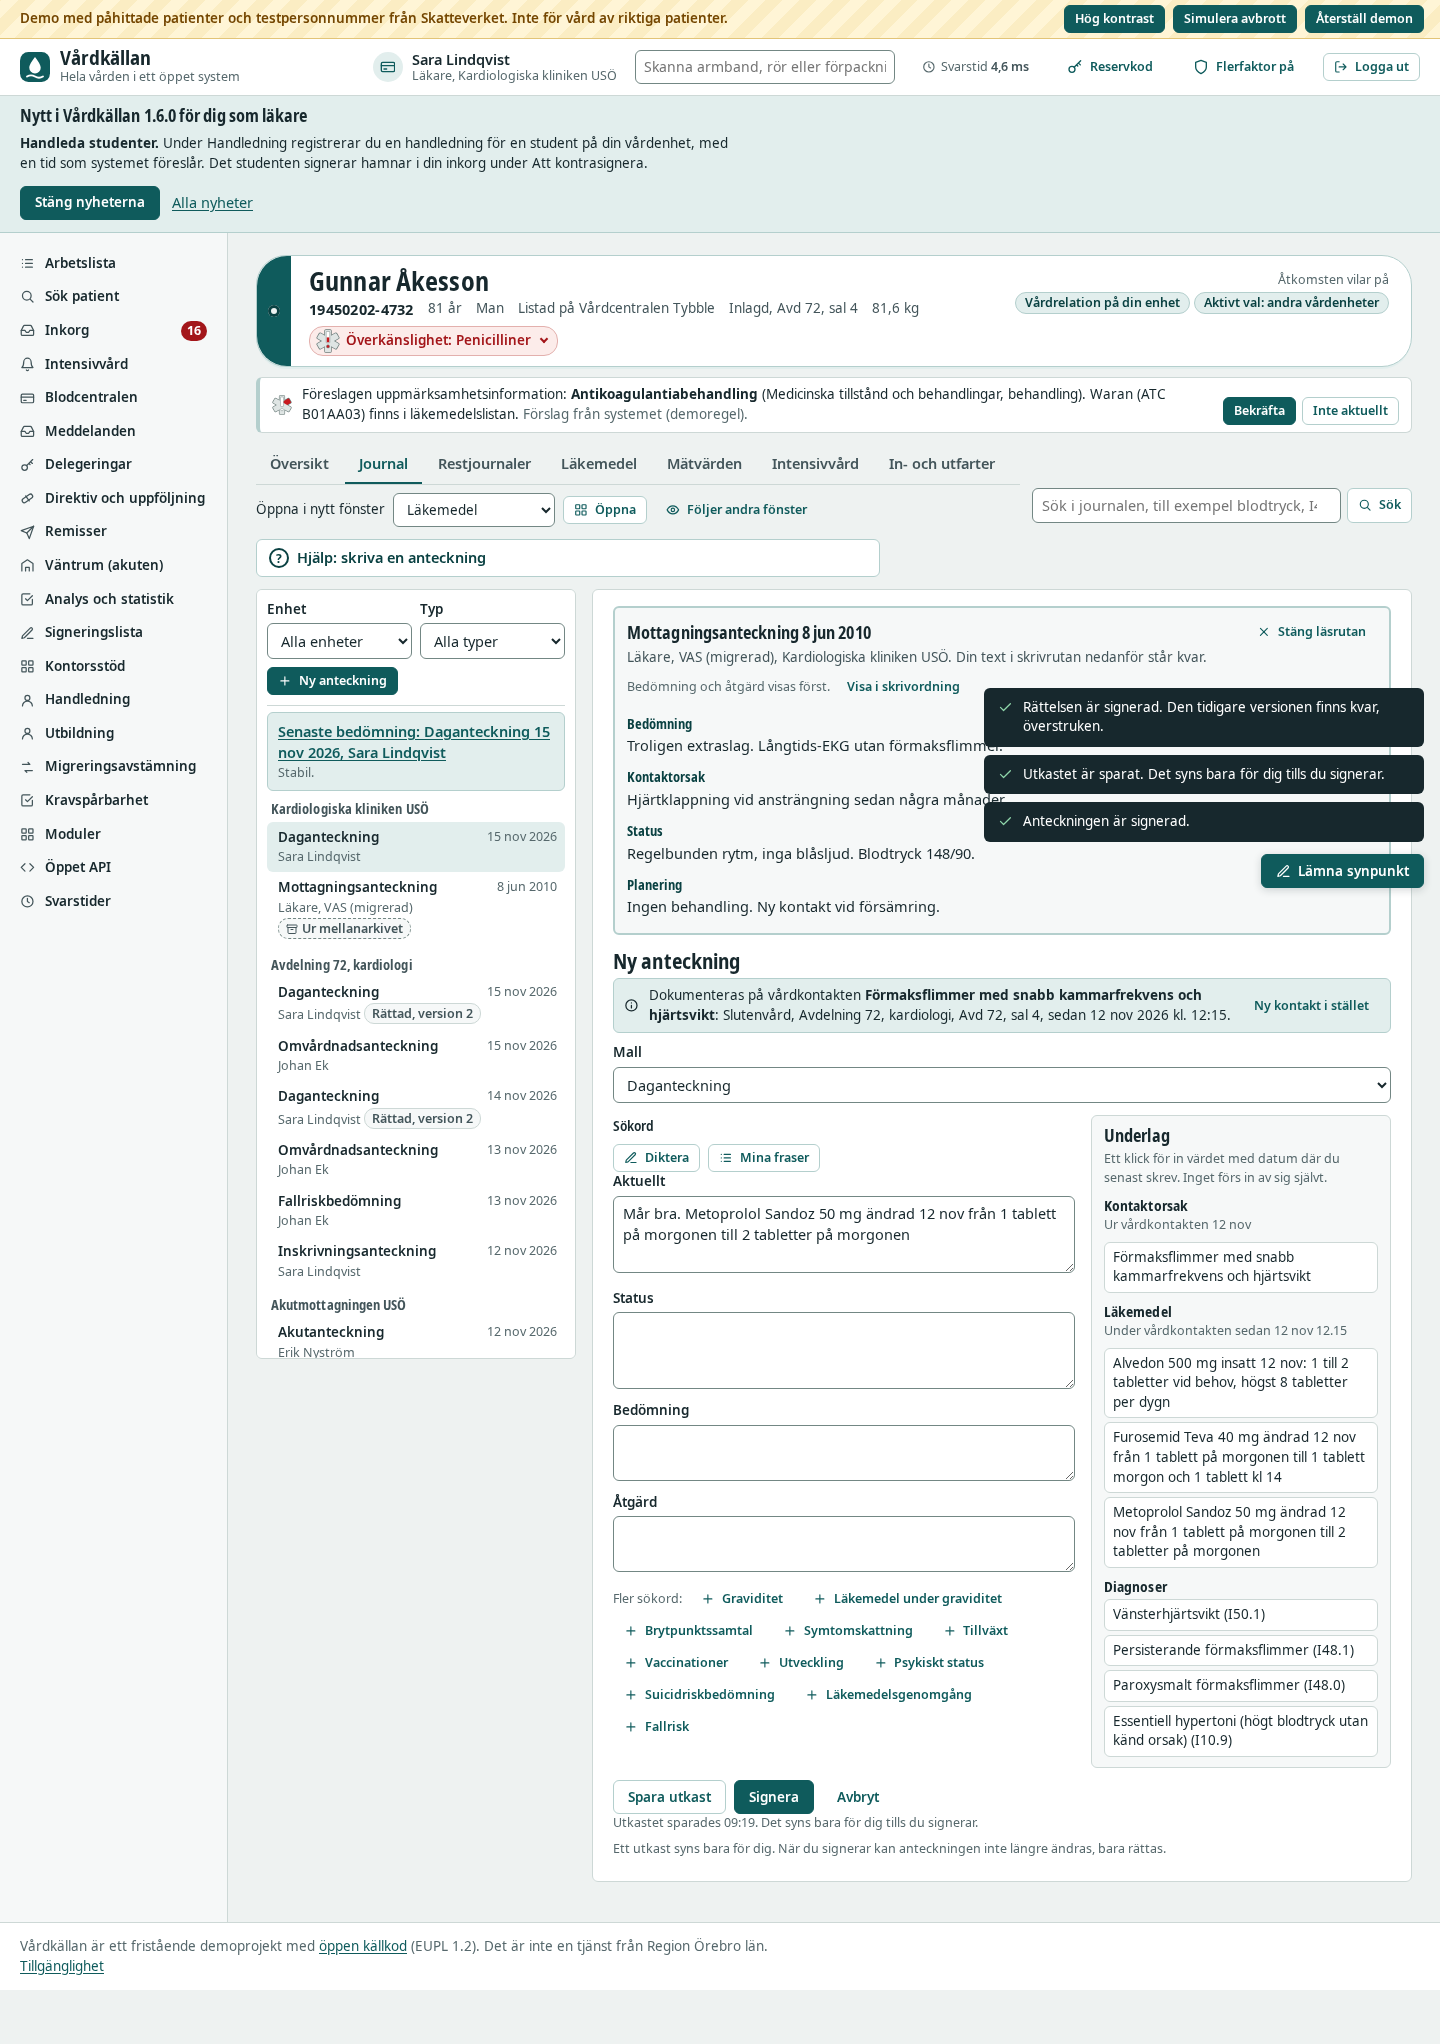 Demo med påhittade patienter och testpersonnummer från Skatteverket. Inte för vård av riktiga patienter.
Hög kontrast
Simulera avbrott
Återställ demon
Vårdkällan
Hela vården i ett öppet system
Sara Lindqvist
Läkare, Kardiologiska kliniken USÖ
Skanna armband, rör eller förpackni
Svarstid 4,6 ms
Reservkod
Flerfaktor på
Logga ut
Nytt i Vårdkällan 1.6.0 för dig som läkare
Handleda studenter. Under Handledning registrerar du en handledning för en student på din vårdenhet, med
en tid som systemet föreslår. Det studenten signerar hamnar i din inkorg under Att kontrasignera.
Stäng nyheterna
Alla nyheter
Arbetslista
Sök patient
Inkorg
16
Intensivvård
Blodcentralen
Meddelanden
Delegeringar
Direktiv och uppföljning
Remisser
Väntrum (akuten)
Analys och statistik
Signeringslista
Kontorsstöd
Handledning
Utbildning
Migreringsavstämning
Kravspårbarhet
Moduler
Öppet API
Svarstider
Gunnar Åkesson
19450202-4732 81 år Man Listad på Vårdcentralen Tybble Inlagd, Avd 72, sal 4 81,6 kg
Överkänslighet: Penicilliner
Åtkomsten vilar på
Vårdrelation på din enhet
Aktivt val: andra vårdenheter
Föreslagen uppmärksamhetsinformation: Antikoagulantiabehandling (Medicinska tillstånd och behandlingar, behandling). Waran (ATC
B01AA03) finns i läkemedelslistan. Förslag från systemet (demoregel).
Bekräfta
Inte aktuellt
Översikt
Journal
Restjournaler
Läkemedel
Mätvärden
Intensivvård
In- och utfarter
Öppna i nytt fönster
Läkemedel
Öppna
Följer andra fönster
Sök i journalen, till exempel blodtryck, I4
Sök
? Hjälp: skriva en anteckning
Enhet
Typ
Alla enheter
Alla typer
Ny anteckning
Senaste bedömning: Daganteckning 15
nov 2026, Sara Lindqvist
Stabil.
Kardiologiska kliniken USÖ
Daganteckning 15 nov 2026
Sara Lindqvist
Mottagningsanteckning 8 jun 2010
Läkare, VAS (migrerad)
Ur mellanarkivet
Avdelning 72, kardiologi
Daganteckning 15 nov 2026
Sara Lindqvist Rättad, version 2
Omvårdnadsanteckning 15 nov 2026
Johan Ek
Daganteckning 14 nov 2026
Sara Lindqvist Rättad, version 2
Omvårdnadsanteckning 13 nov 2026
Johan Ek
Fallriskbedömning 13 nov 2026
Johan Ek
Inskrivningsanteckning 12 nov 2026
Sara Lindqvist
Akutmottagningen USÖ
Akutanteckning 12 nov 2026
Erik Nyström
Mottagningsanteckning 8 jun 2010
Stäng läsrutan
Läkare, VAS (migrerad), Kardiologiska kliniken USÖ. Din text i skrivrutan nedanför står kvar.
Bedömning och åtgärd visas först.
Visa i skrivordning
Bedömning
Troligen extraslag. Långtids-EKG utan förmaksflimmer.
Kontaktorsak
Hjärtklappning vid ansträngning sedan några månader.
Status
Regelbunden rytm, inga blåsljud. Blodtryck 148/90.
Planering
Ingen behandling. Ny kontakt vid försämring.
Rättelsen är signerad. Den tidigare versionen finns kvar,
överstruken.
Utkastet är sparat. Det syns bara för dig tills du signerar.
Anteckningen är signerad.
Lämna synpunkt
Ny anteckning
Dokumenteras på vårdkontakten Förmaksflimmer med snabb kammarfrekvens och
hjärtsvikt: Slutenvård, Avdelning 72, kardiologi, Avd 72, sal 4, sedan 12 nov 2026 kl. 12:15.
Ny kontakt i stället
Mall
Daganteckning
Sökord
Diktera
Mina fraser
Aktuellt
Mår bra. Metoprolol Sandoz 50 mg ändrad 12 nov från 1 tablett
på morgonen till 2 tabletter på morgonen
Status
Bedömning
Åtgärd
Fler sökord:
Graviditet
Läkemedel under graviditet
Brytpunktssamtal
Symtomskattning
Tillväxt
Vaccinationer
Utveckling
Psykiskt status
Suicidriskbedömning
Läkemedelsgenomgång
Fallrisk
Underlag
Ett klick för in värdet med datum där du
senast skrev. Inget förs in av sig självt.
Kontaktorsak
Ur vårdkontakten 12 nov
Förmaksflimmer med snabb
kammarfrekvens och hjärtsvikt
Läkemedel
Under vårdkontakten sedan 12 nov 12.15
Alvedon 500 mg insatt 12 nov: 1 till 2
tabletter vid behov, högst 8 tabletter
per dygn
Furosemid Teva 40 mg ändrad 12 nov
från 1 tablett på morgonen till 1 tablett
morgon och 1 tablett kl 14
Metoprolol Sandoz 50 mg ändrad 12
nov från 1 tablett på morgonen till 2
tabletter på morgonen
Diagnoser
Vänsterhjärtsvikt (I50.1)
Persisterande förmaksflimmer (I48.1)
Paroxysmalt förmaksflimmer (I48.0)
Essentiell hypertoni (högt blodtryck utan
känd orsak) (I10.9)
Spara utkast
Signera
Avbryt
Utkastet sparades 09:19. Det syns bara för dig tills du signerar.
Ett utkast syns bara för dig. När du signerar kan anteckningen inte längre ändras, bara rättas.
Vårdkällan är ett fristående demoprojekt med öppen källkod (EUPL 1.2). Det är inte en tjänst från Region Örebro län.
Tillgänglighet